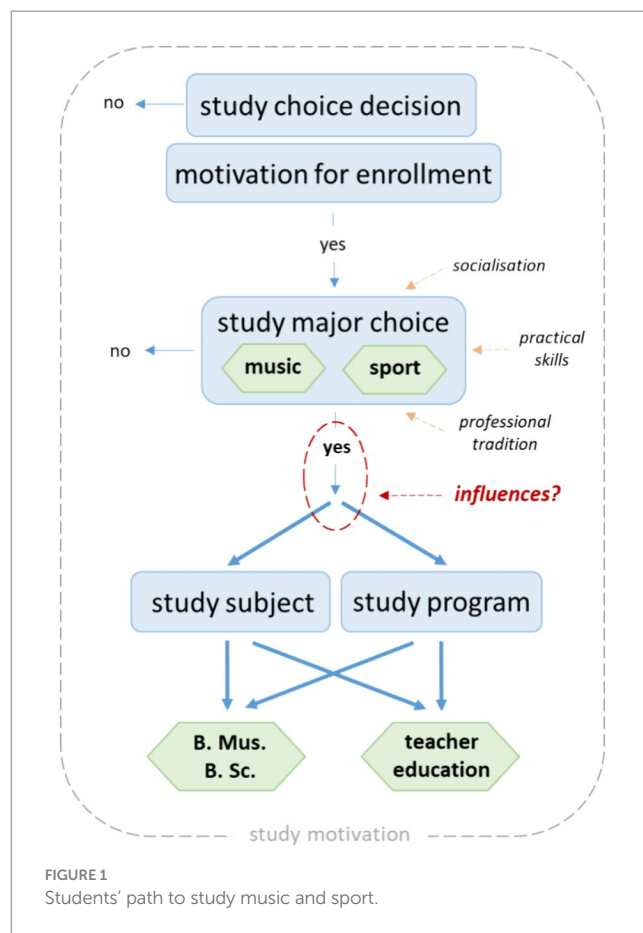 no
study choice decision
motivation for enrollment
yes
socialisation
study major choice
no
music
sport
practical
skills
professional
tradition
yes
influences?
study subject
study program
B. Mus.
B. Sc.
teacher
education
study motivation
FIGURE 1
Students' path to study music and sport.